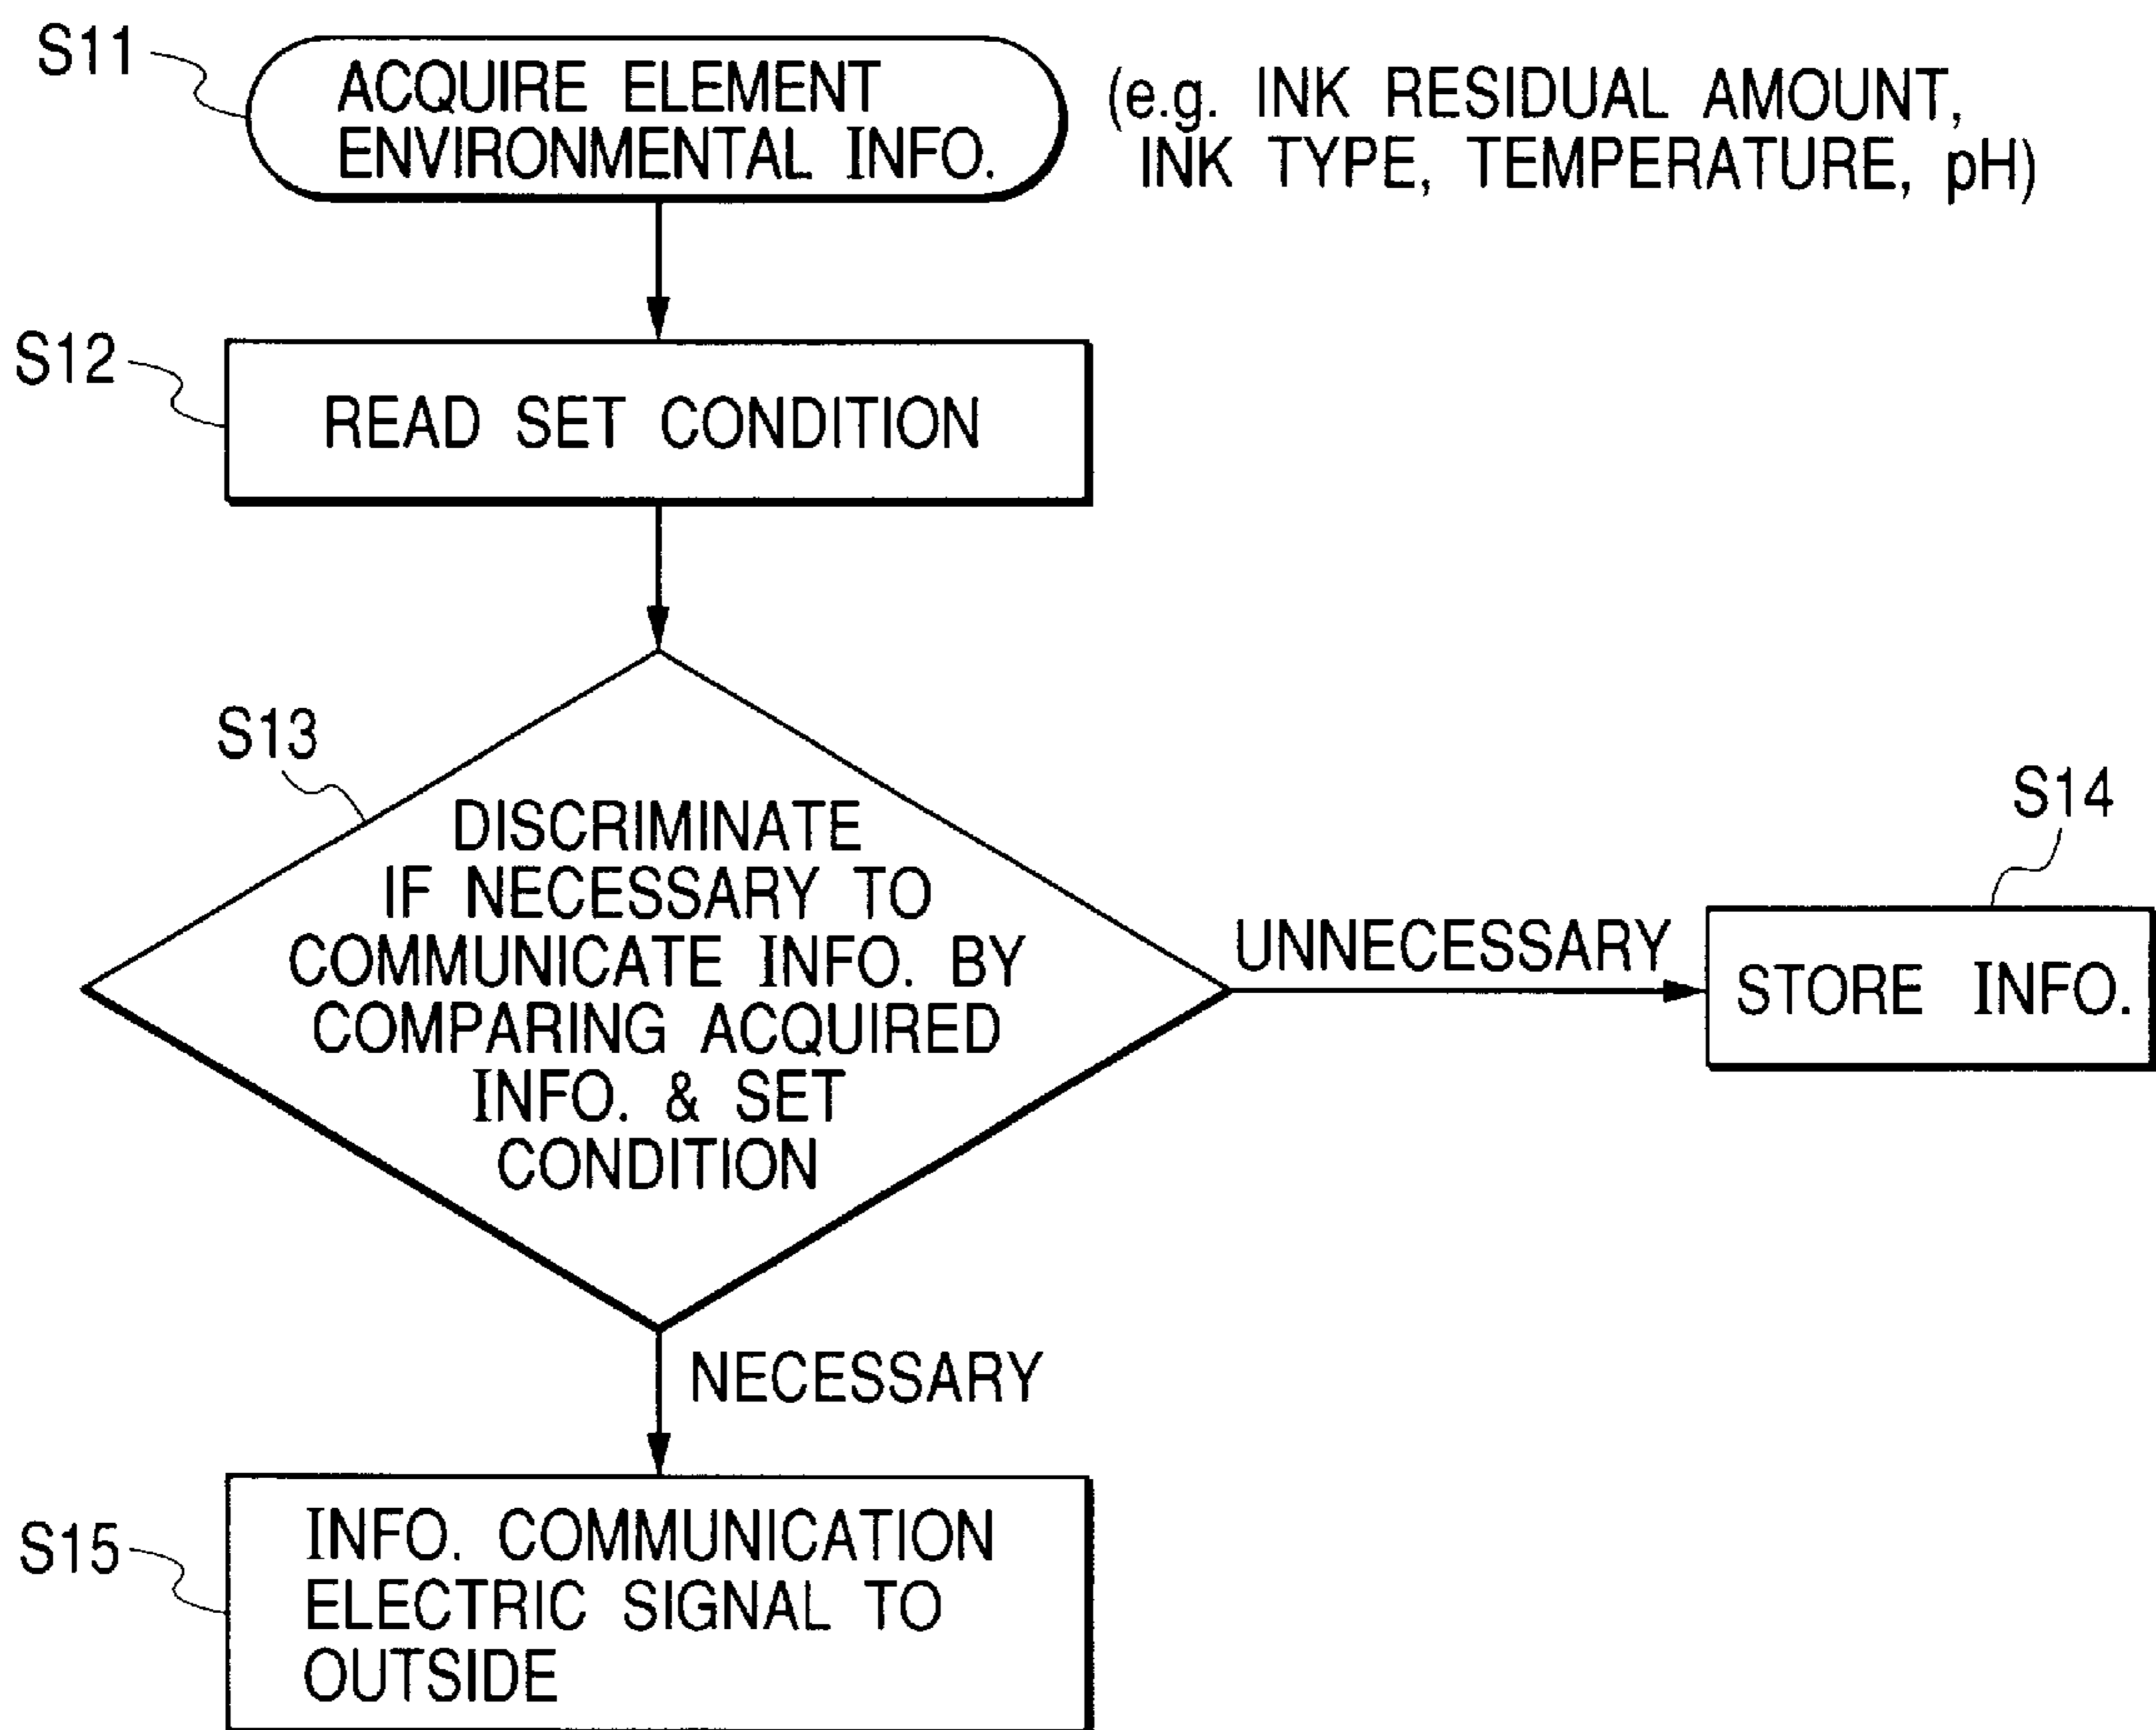 S11
ACQUIRE ELEMENT
ENVIRONMENTAL INFO.
(e.g. INK RESIDUAL AMOUNT,
INK TYPE, TEMPERATURE, pH)
S12
READ SET CONDITION
S13
DISCRIMINATE
IF NECESSARY TO
COMMUNICATE INFO. BY
COMPARING ACQUIRED
INFO. & SET
CONDITION
UNNECESSARY
S14
STORE INFO.
NECESSARY
S15
INFO. COMMUNICATION
ELECTRIC SIGNAL TO
OUTSIDE